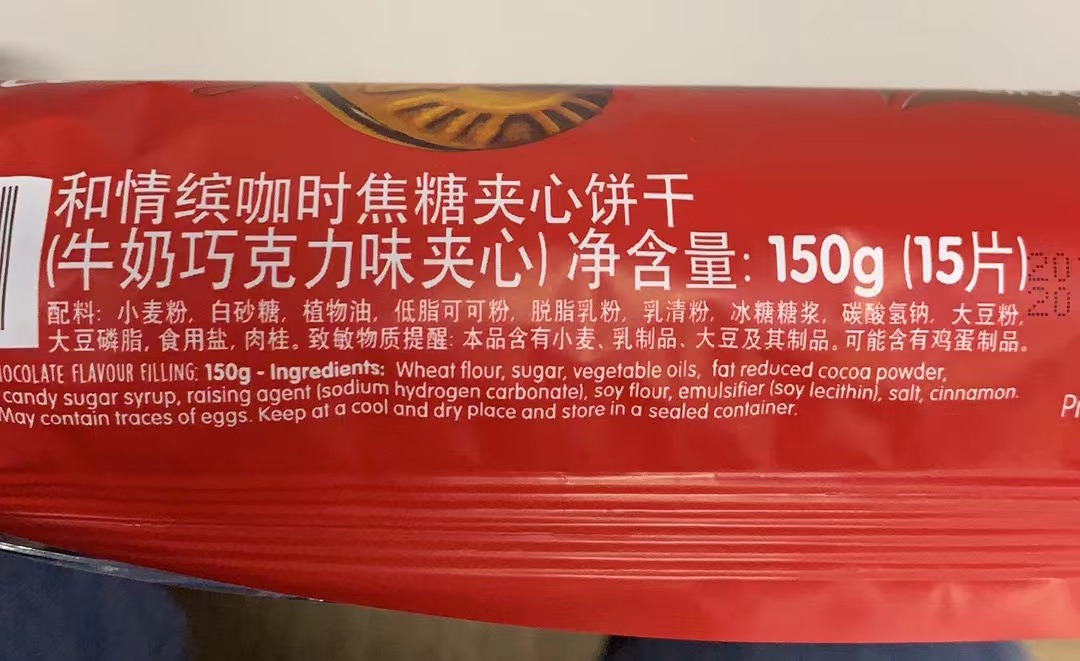 和情缤咖时焦糖夹心饼干
(牛奶巧克力味夹心) 净含量: 150g (15片)
配料: 小麦粉, 白砂糖, 植物油, 低脂可可粉, 脱脂乳粉, 乳清粉, 冰糖糖浆, 碳酸氢钠, 大豆粉,
大豆磷脂, 食用盐, 肉桂。致敏物质提醒: 本品含有小麦、乳制品、大豆及其制品。可能含有鸡蛋制品。
FLAVOUR FILLING: 150g - Ingredients: Wheat flour, sugar, vegetable oils, fat reduced cocoa powder,
candy sugar syrup, raising agent (sodium hydrogen carbonate), soy flour, emulsifier (soy lecithin), salt, cinnamon.
May contain traces of eggs. Keep at a cool and dry place and store in a sealed container.